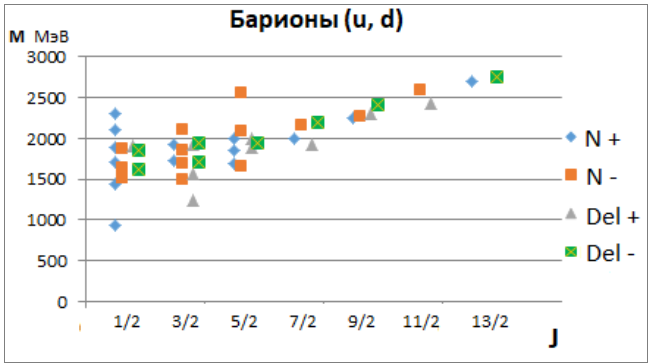 Барионы (u, d)
M МэВ
3000
2500
2000
1500
1000
500
0
1/2 3/2 5/2 7/2 9/2 11/2 13/2
J
N +
N -
Del +
Del -